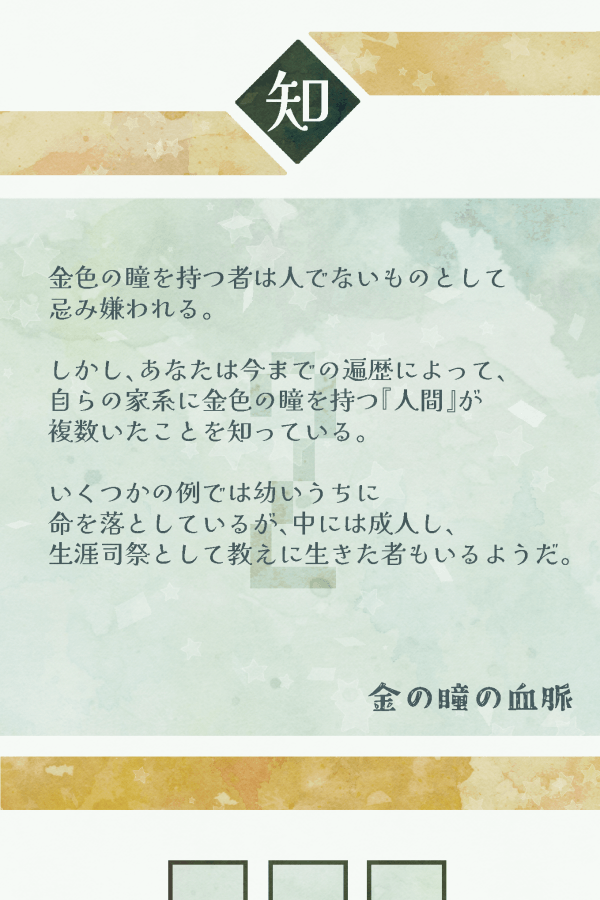 知
金色の瞳を持つ者は人でないものとして
忌み嫌われる。
しかし、あなたは今までの遍歴によって、
自らの家系に金色の瞳を持つ『人間』が
複数いたことを知っている。
いくつかの例では幼いうちに
命を落としているが、中には成人し、
生涯司祭として教えに生きた者もいるようだ。
金の瞳の血脈